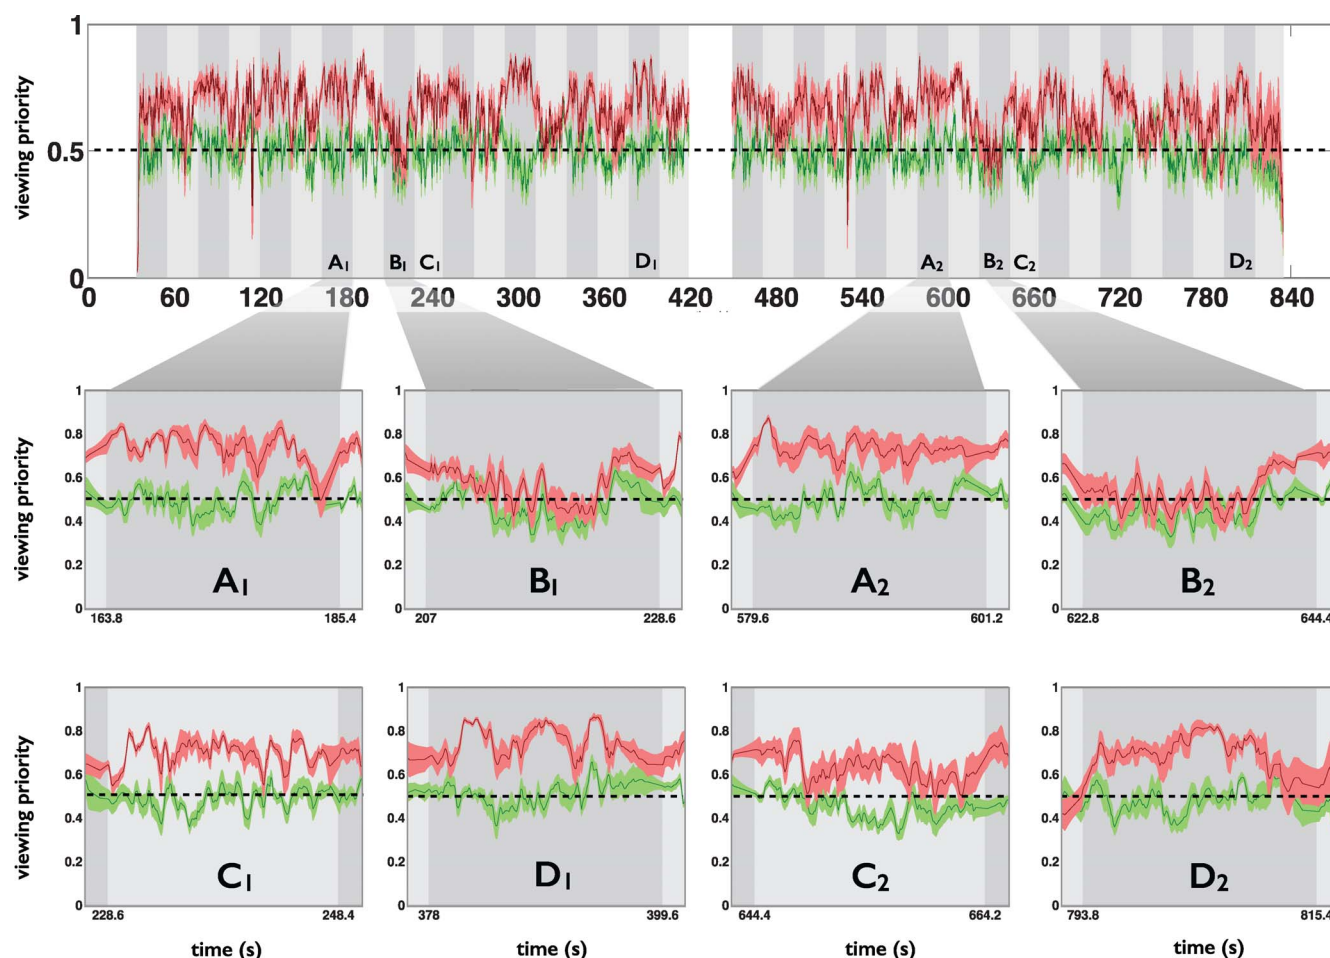 1
viewing priority
0.5
0
A1 B1 C1 D1 A2 B2 C2 D2
0 60 120 180 240 300 360 420 480 540 600 660 720 780 840
1 1 1 1
0.8 0.8 0.8 0.8
viewing priority
0.6 0.6 0.6 0.6
0.4 0.4 0.4 0.4
0.2 0.2 0.2 0.2
A1 B1 A2 B2
0 0 0 0
163.8 185.4 207 228.6 579.6 601.2 622.8 644.4
1 1 1 1
0.8 0.8 0.8 0.8
viewing priority
0.6 0.6 0.6 0.6
0.4 0.4 0.4 0.4
0.2 0.2 0.2 0.2
C1 D1 C2 D2
0 0 0 0
228.6 248.4 378 399.6 644.4 664.2 793.8 815.4
time (s) time (s) time (s) time (s)